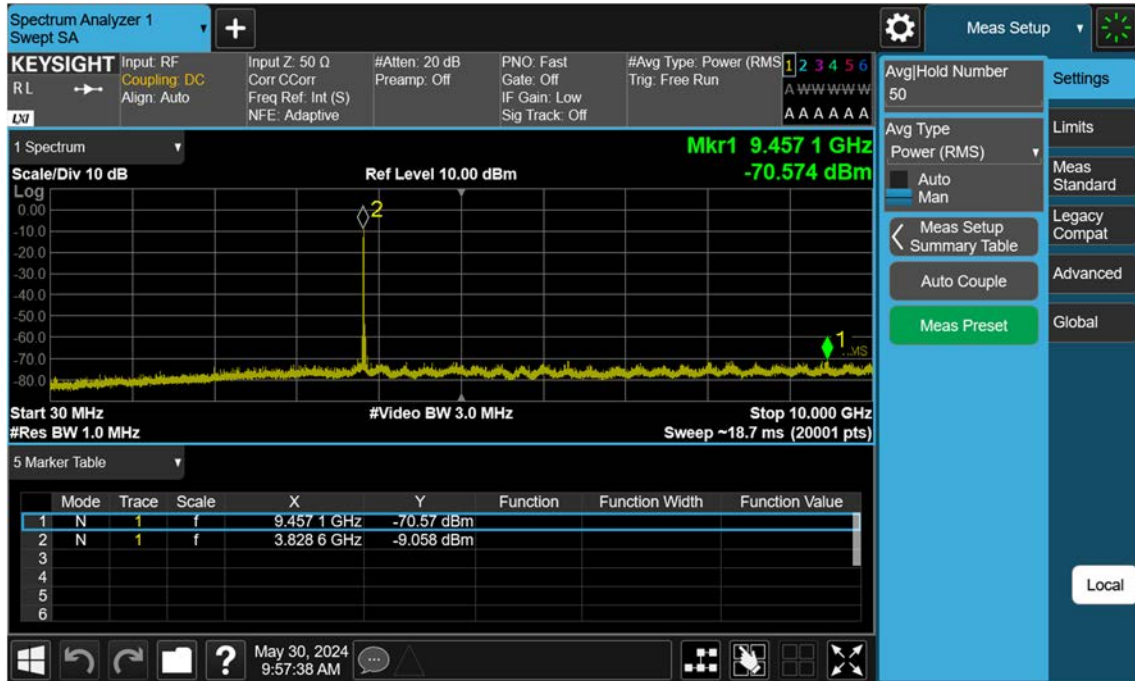 Spectrum Analyzer 1
Swept SA
Meas Setup
KEYSIGHT
R L
LXI
Input: RF
Coupling: DC
Align: Auto
Input Z: 50 Ω
Corr CCorr
Freq Ref: Int (S)
NFE: Adaptive
#Atten: 20 dB
Preamp: Off
PNO: Fast
Gate: Off
IF Gain: Low
Sig Track: Off
#Avg Type: Power (RMS
Trig: Free Run
1 2 3 4 5 6
A W W W W W
A A A A A A
1 Spectrum
Mkr1 9.457 1 GHz
-70.574 dBm
Scale/Div 10 dB
Ref Level 10.00 dBm
Log
0.00
-10.0
-20.0
-30.0
-40.0
-50.0
-60.0
-70.0
-80.0
2
1
Start 30 MHz
#Video BW 3.0 MHz
Stop 10.000 GHz
#Res BW 1.0 MHz
Sweep ~18.7 ms (20001 pts)
5 Marker Table
Mode Trace Scale X Y Function Function Width Function Value
1 N 1 f 9.457 1 GHz -70.57 dBm
2 N 1 f 3.828 6 GHz -9.058 dBm
3
4
5
6
May 30, 2024
9:57:38 AM
Avg|Hold Number
50
Avg Type
Power (RMS)
Auto
Man
Meas Setup
Summary Table
Auto Couple
Meas Preset
Settings
Limits
Meas
Standard
Legacy
Compat
Advanced
Global
Local